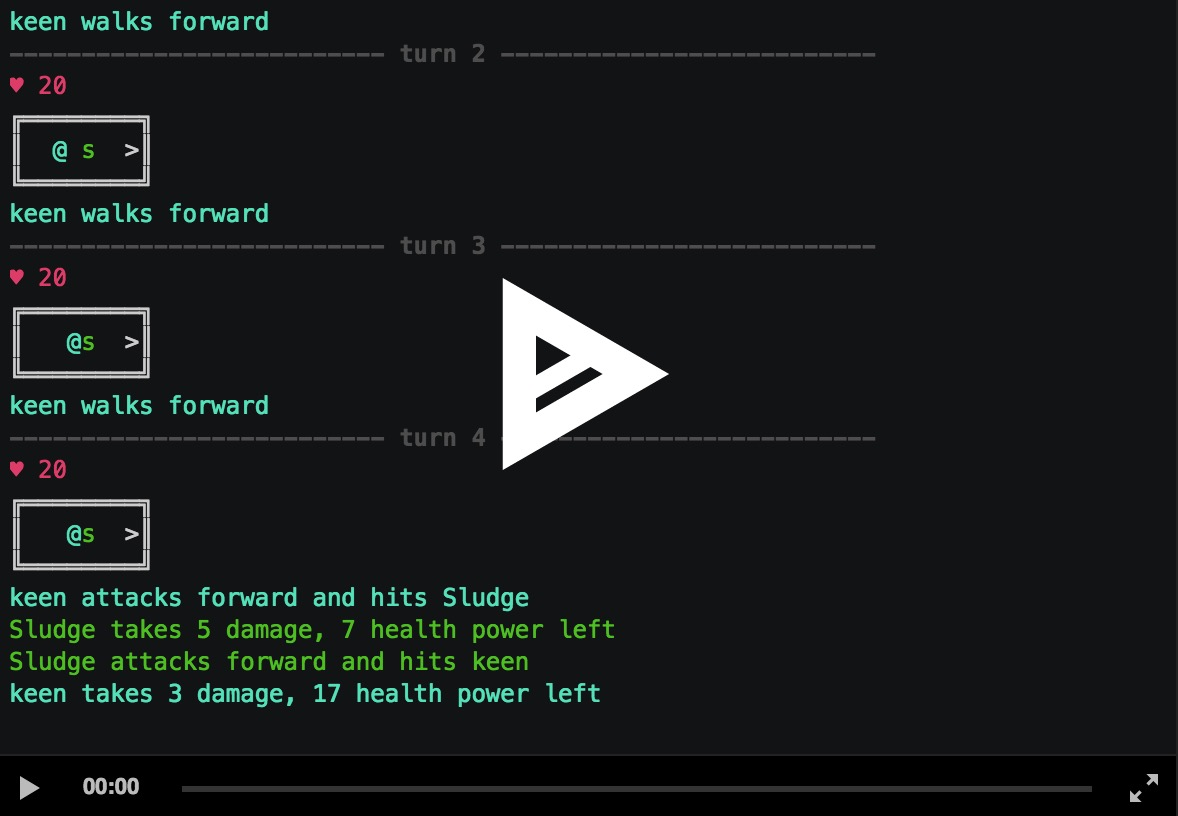 keen walks forward
-------------------------- turn 2 --------------------------
♥ 20
╔════════╗
║  @ s  >║
╚════════╝
keen walks forward
-------------------------- turn 3 --------------------------
♥ 20
╔════════╗
║   @s  >║
╚════════╝
keen walks forward
-------------------------- turn 4 --------------------------
♥ 20
╔════════╗
║   @s  >║
╚════════╝
keen attacks forward and hits Sludge
Sludge takes 5 damage, 7 health power left
Sludge attacks forward and hits keen
keen takes 3 damage, 17 health power left
00:00